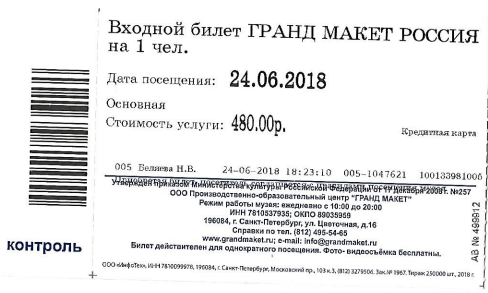 Входной билет ГРАНД МАКЕТ РОССИЯ
на 1 чел.
Дата посещения: 24.06.2018
Основная
Стоимость услуги: 480.00р.
Кредитная карта
005 Беляева Н.В. 24-06-2018 18:23:10 005-1047621 10013398100
Утвержден приказом Министерства культуры Российской Федерации от 17 декабря 2008 г. №257
ООО Производственно-образовательный центр "ГРАНД МАКЕТ"
Режим работы музея: ежедневно с 10:00 до 20:00
ИНН 7810537935; ОКПО 89035959
196084, г. Санкт-Петербург, ул. Цветочная, д.16
Справки по тел. (812) 495-54-65
www.grandmaket.ru; e-mail: info@grandmaket.ru
Билет действителен для однократного посещения. Фото- видеосъёмка бесплатны.
ООО «ИнфоТех», ИНН 7810099978, 196084, г. Санкт-Петербург, Московский пр., 103 к.3, (812) 3279506. Зак.№ 1967. Тираж 250000 шт., 2018 г.
контроль
АВ № 499912